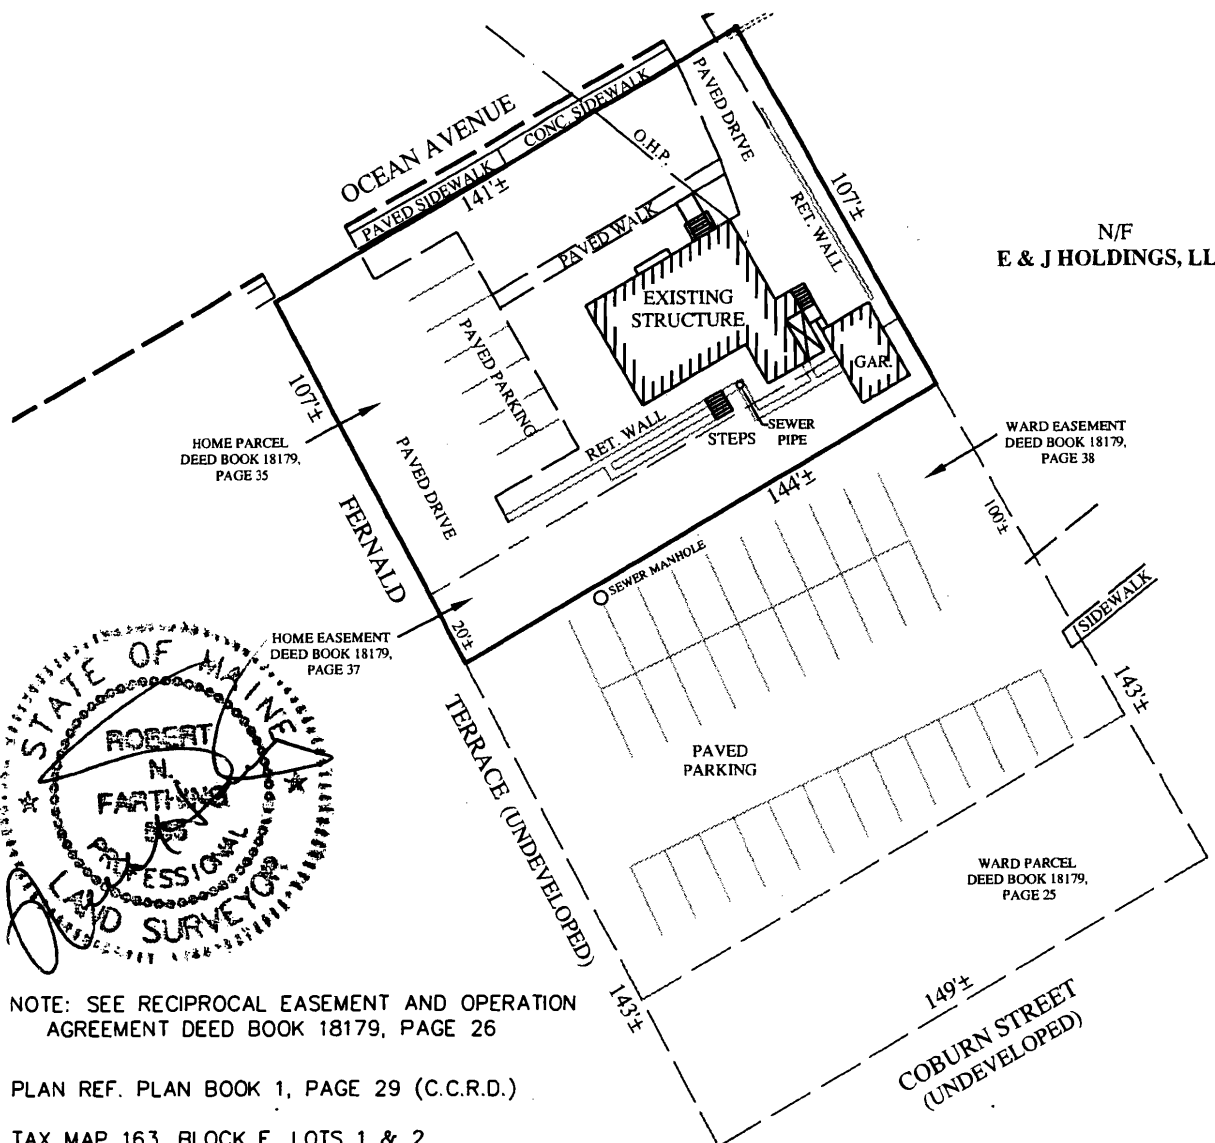 OCEAN AVENUE
PAVED SIDEWALK
CONC. SIDEWALK
141'±
O.H.P.
PAVED DRIVE
107'±
RET. WALL
PAVED WALK
N/F
E & J HOLDINGS, LL
EXISTING
STRUCTURE
GAR.
PAVED PARKING
107'±
HOME PARCEL
DEED BOOK 18179,
PAGE 35
PAVED DRIVE
RET. WALL
STEPS
SEWER
PIPE
WARD EASEMENT
DEED BOOK 18179,
PAGE 38
144'±
100'±
FERNALD
SEWER MANHOLE
20'±
HOME EASEMENT
DEED BOOK 18179,
PAGE 37
SIDEWALK
143'±
TERRACE (UNDEVELOPED)
PAVED
PARKING
WARD PARCEL
DEED BOOK 18179,
PAGE 25
143'±
149'±
COBURN STREET
(UNDEVELOPED)
STATE OF MAINE
ROBERT
N.
FARTHING
PROFESSIONAL
LAND SURVEYOR
NOTE: SEE RECIPROCAL EASEMENT AND OPERATION
AGREEMENT DEED BOOK 18179, PAGE 26
PLAN REF. PLAN BOOK 1, PAGE 29 (C.C.R.D.)
TAX MAP 163, BLOCK E, LOTS 1 & 2